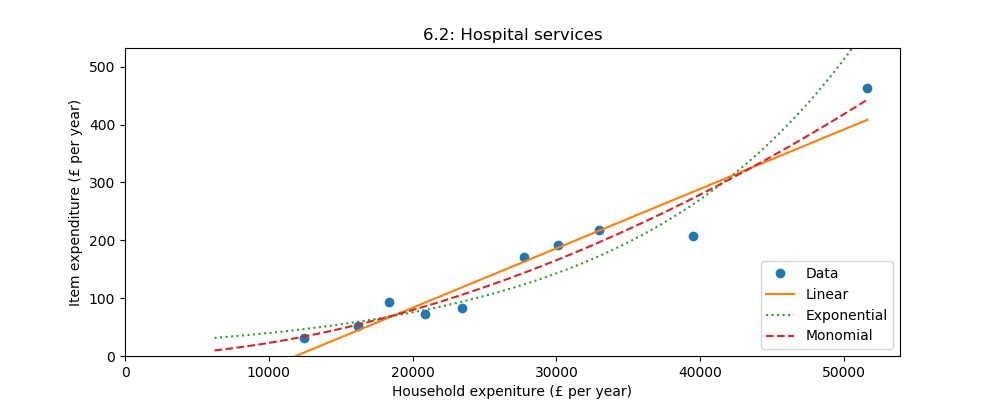 6.2: Hospital services
Item expenditure (£ per year)
500
400
300
200
100
0
0 10000 20000 30000 40000 50000
Household expeniture (£ per year)
Data
Linear
Exponential
Monomial